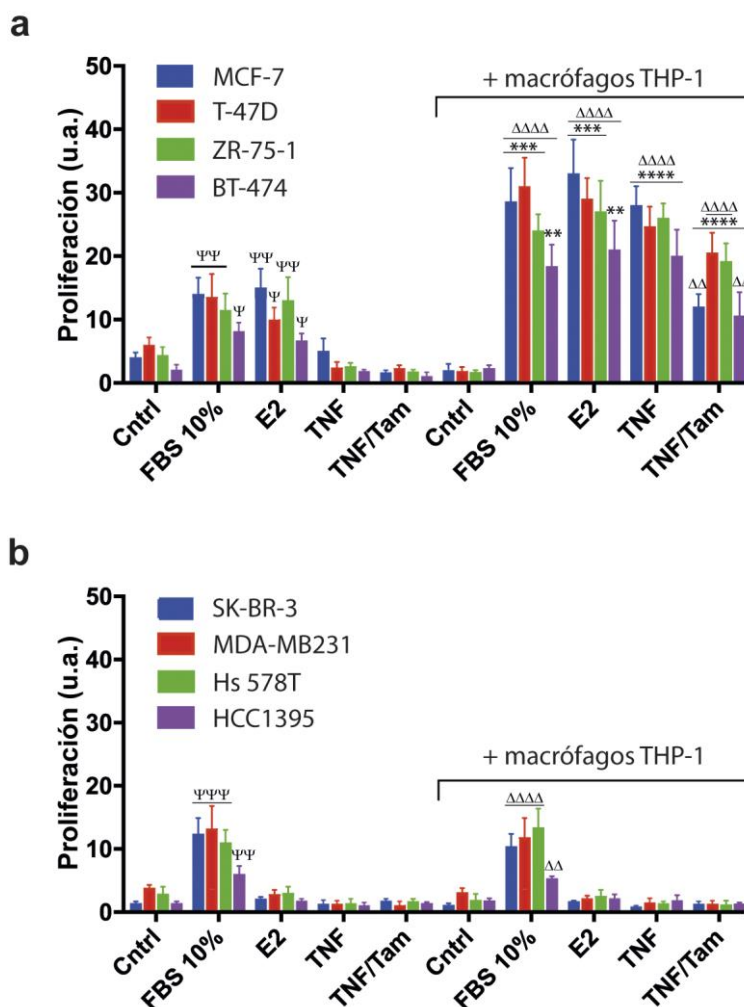 a
Proliferación (u.a.)
50
40
30
20
10
0
MCF-7
T-47D
ZR-75-1
BT-474
+ macrófagos THP-1
ΨΨ
Ψ
ΨΨ
Ψ
ΨΨ
Ψ
ΔΔΔΔ
***
**
ΔΔΔΔ
***
**
ΔΔΔΔ
****
ΔΔΔΔ
****
ΔΔ
Cntrl
FBS 10%
E2
TNF
TNF/Tam
Cntrl
FBS 10%
E2
TNF
TNF/Tam
b
Proliferación (u.a.)
50
40
30
20
10
0
SK-BR-3
MDA-MB231
Hs 578T
HCC1395
+ macrófagos THP-1
ΨΨΨ
ΨΨ
ΔΔΔΔ
ΔΔ
Cntrl
FBS 10%
E2
TNF
TNF/Tam
Cntrl
FBS 10%
E2
TNF
TNF/Tam